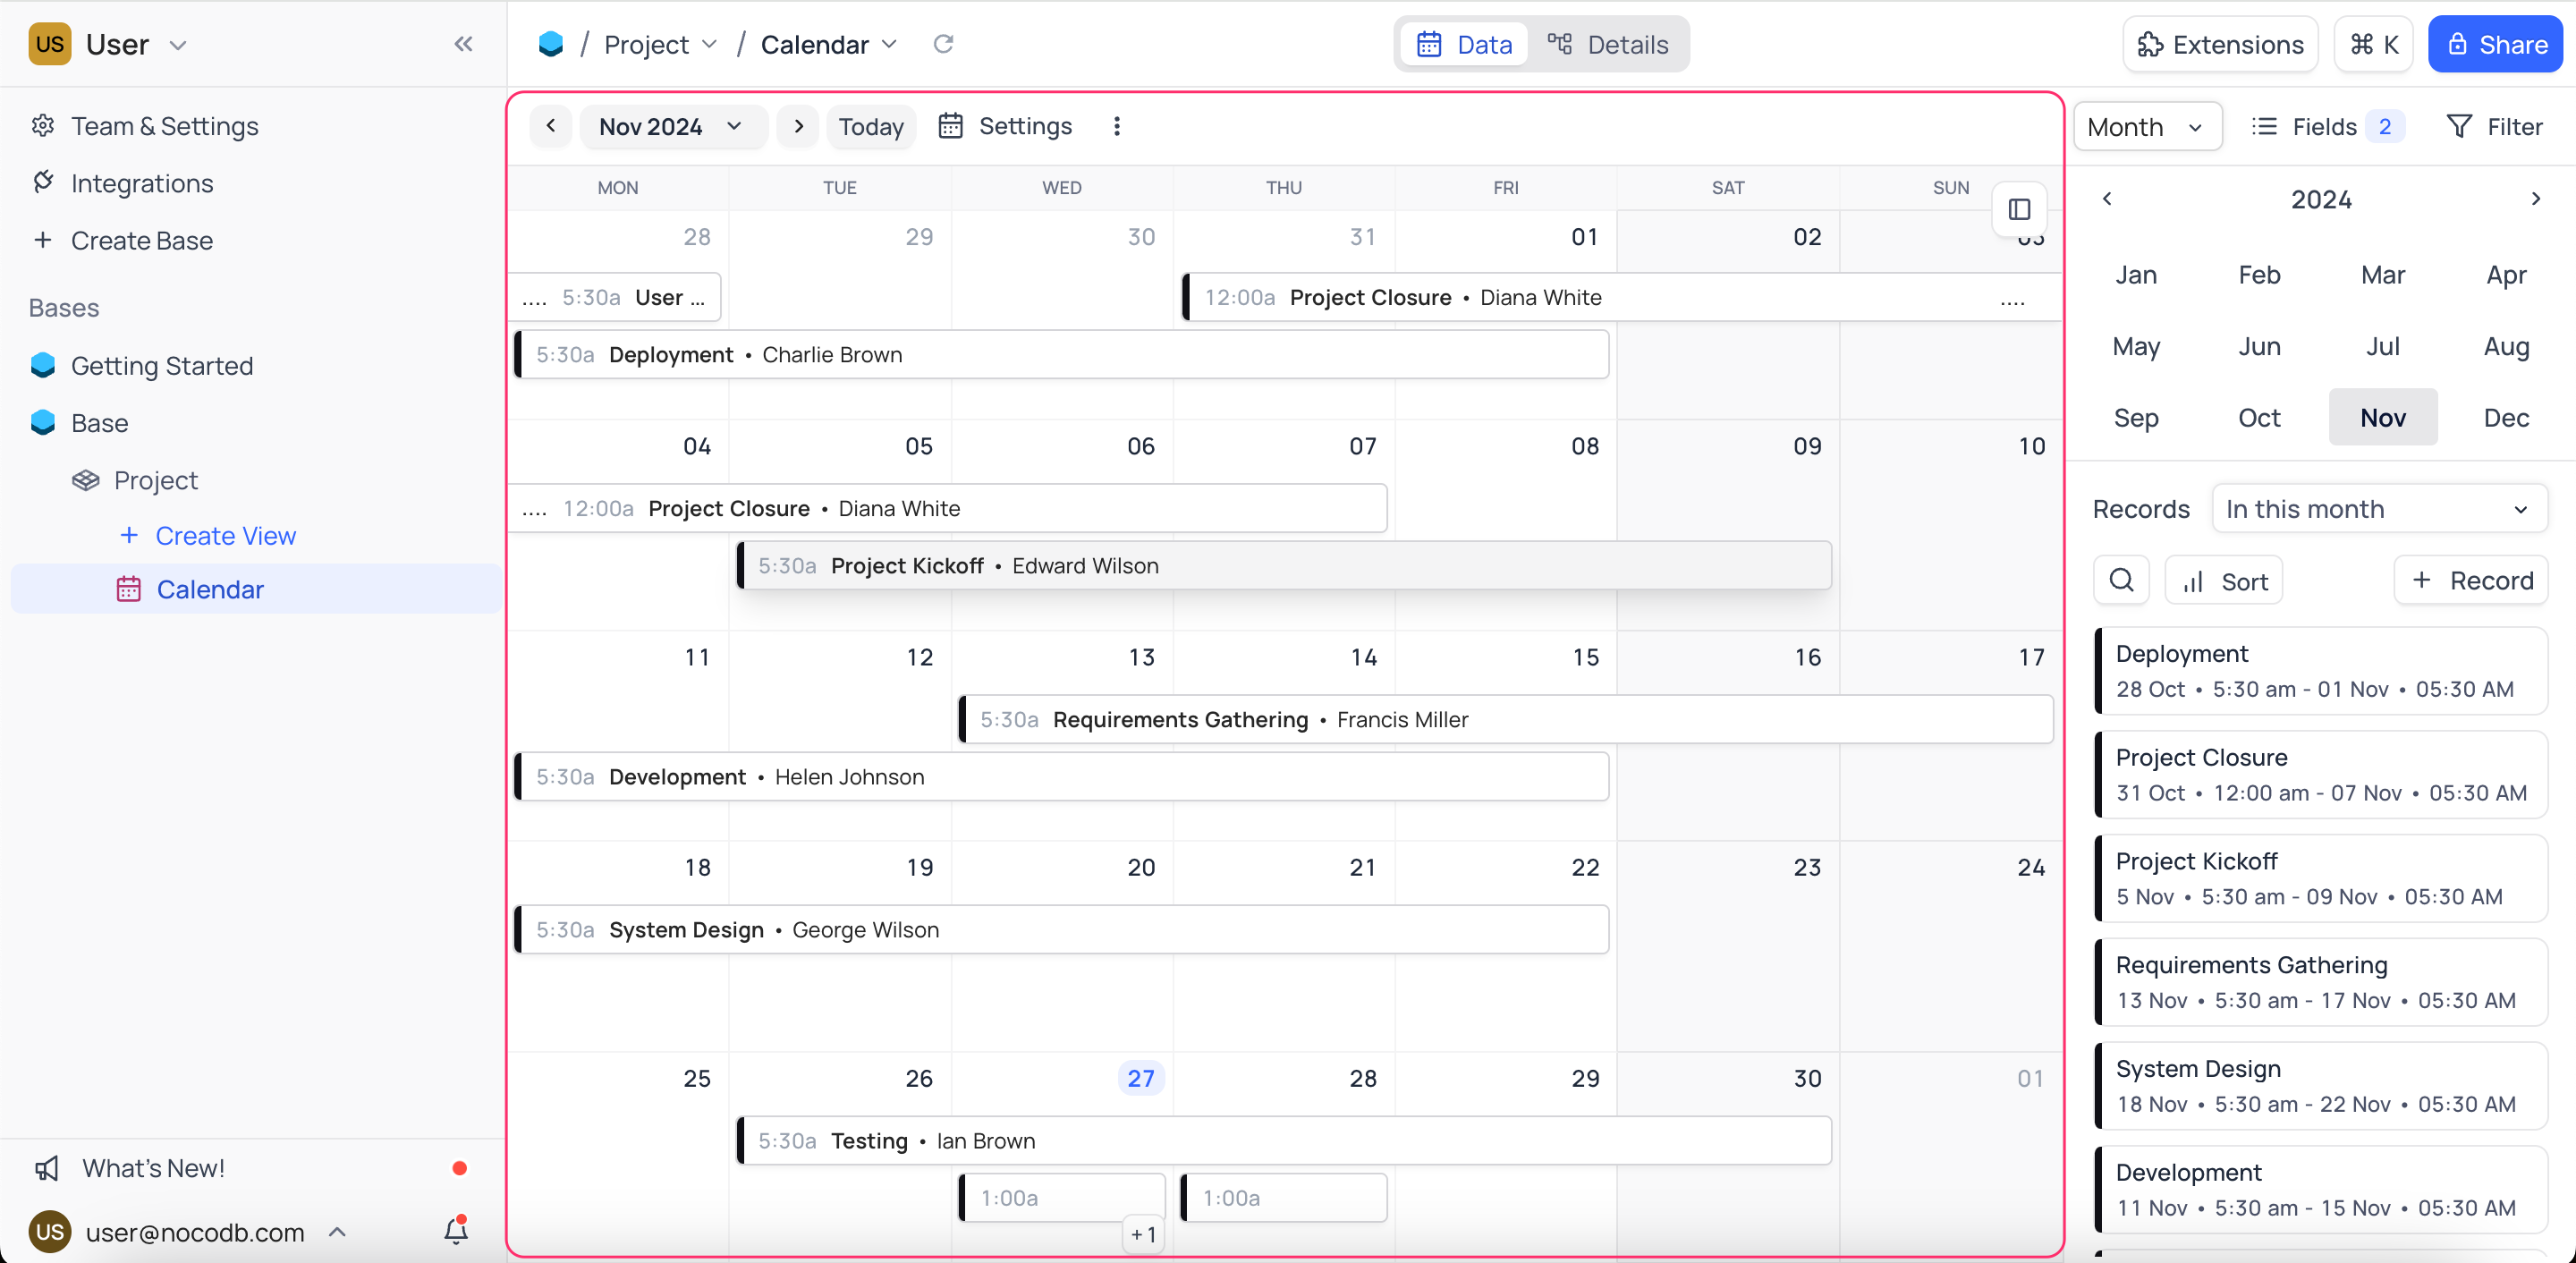 US User
Team & Settings
Integrations
Create Base
Bases
Getting Started
Base
Project
Create View
Calendar
What's New!
US user@nocodb.com
/ Project / Calendar
Data Details
Extensions ⌘ K Share
Nov 2024 Today Settings
MON TUE WED THU FRI SAT SUN
28 29 30 31 01 02 03
.... 5:30a User ...
12:00a Project Closure • Diana White ....
5:30a Deployment • Charlie Brown
04 05 06 07 08 09 10
.... 12:00a Project Closure • Diana White
5:30a Project Kickoff • Edward Wilson
11 12 13 14 15 16 17
5:30a Requirements Gathering • Francis Miller
5:30a Development • Helen Johnson
18 19 20 21 22 23 24
5:30a System Design • George Wilson
25 26 27 28 29 30 01
5:30a Testing • Ian Brown
1:00a 1:00a
+ 1
Month Fields 2 Filter
2024
Jan Feb Mar Apr
May Jun Jul Aug
Sep Oct Nov Dec
Records In this month
Sort + Record
Deployment
28 Oct • 5:30 am - 01 Nov • 05:30 AM
Project Closure
31 Oct • 12:00 am - 07 Nov • 05:30 AM
Project Kickoff
5 Nov • 5:30 am - 09 Nov • 05:30 AM
Requirements Gathering
13 Nov • 5:30 am - 17 Nov • 05:30 AM
System Design
18 Nov • 5:30 am - 22 Nov • 05:30 AM
Development
11 Nov • 5:30 am - 15 Nov • 05:30 AM